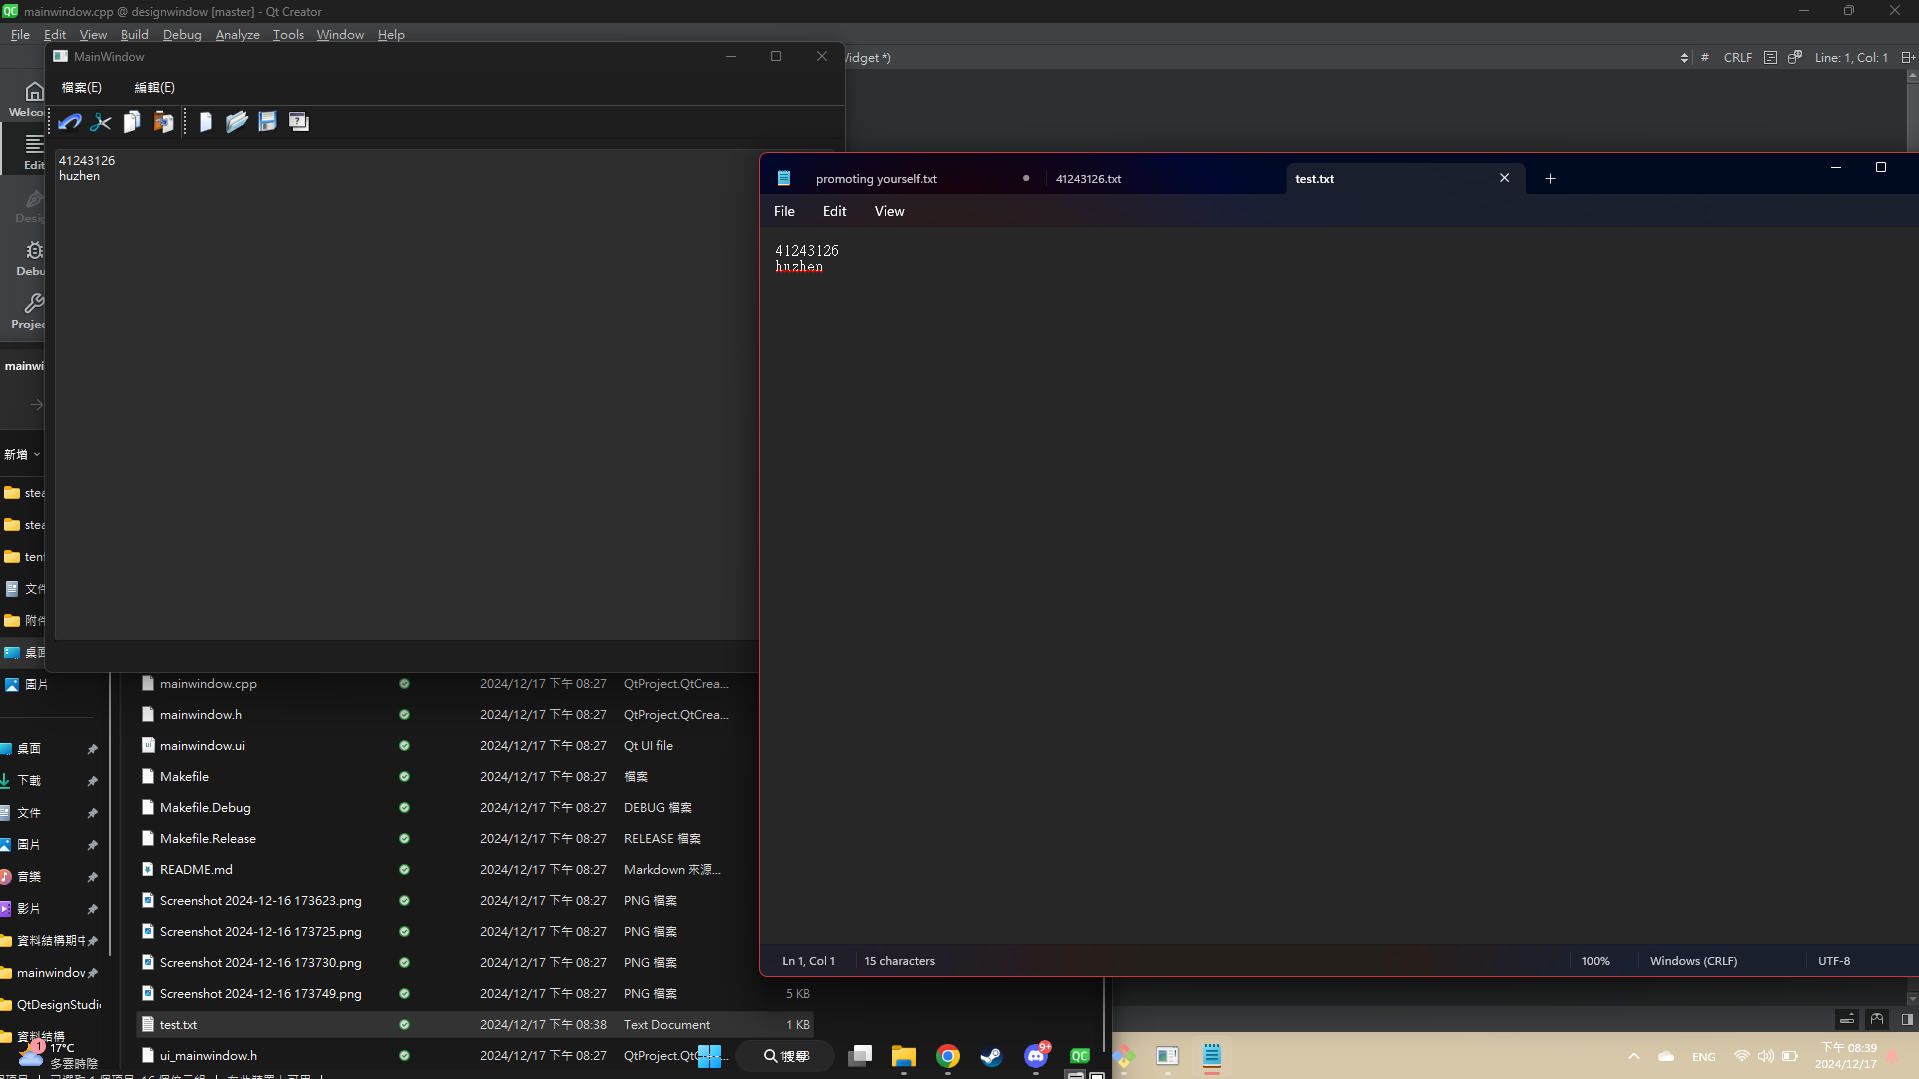 mainwindow.cpp @ designwindow [master] - Qt Creator
File Edit View Build Debug Analyze Tools Window Help
MainWindow
Widget *)
# CRLF Line: 1, Col: 1
檔案(E) 編輯(E)
41243126
huzhen
Edit
Debu
Projec
mainwi
promoting yourself.txt
41243126.txt
test.txt
File Edit View
41243126
huzhen
Ln 1, Col 1
15 characters
100%
Windows (CRLF)
UTF-8
新增
stea
stea
文件
附件
桌面
圖片
桌面
下載
文件
圖片
音樂
影片
資料結構期中
mainwindow
QtDesignStudio
資料結構
mainwindow.cpp 2024/12/17 下午 08:27 QtProject.QtCrea...
mainwindow.h 2024/12/17 下午 08:27 QtProject.QtCrea...
mainwindow.ui 2024/12/17 下午 08:27 Qt UI file
Makefile 2024/12/17 下午 08:27 檔案
Makefile.Debug 2024/12/17 下午 08:27 DEBUG 檔案
Makefile.Release 2024/12/17 下午 08:27 RELEASE 檔案
README.md 2024/12/17 下午 08:27 Markdown 來源...
Screenshot 2024-12-16 173623.png 2024/12/17 下午 08:27 PNG 檔案
Screenshot 2024-12-16 173725.png 2024/12/17 下午 08:27 PNG 檔案
Screenshot 2024-12-16 173730.png 2024/12/17 下午 08:27 PNG 檔案
Screenshot 2024-12-16 173749.png 2024/12/17 下午 08:27 PNG 檔案 5 KB
test.txt 2024/12/17 下午 08:38 Text Document 1 KB
ui_mainwindow.h 2024/12/17 下午 08:27
1
17°C
多雲時陰
搜尋
9+
ENG
下午 08:39
2024/12/17